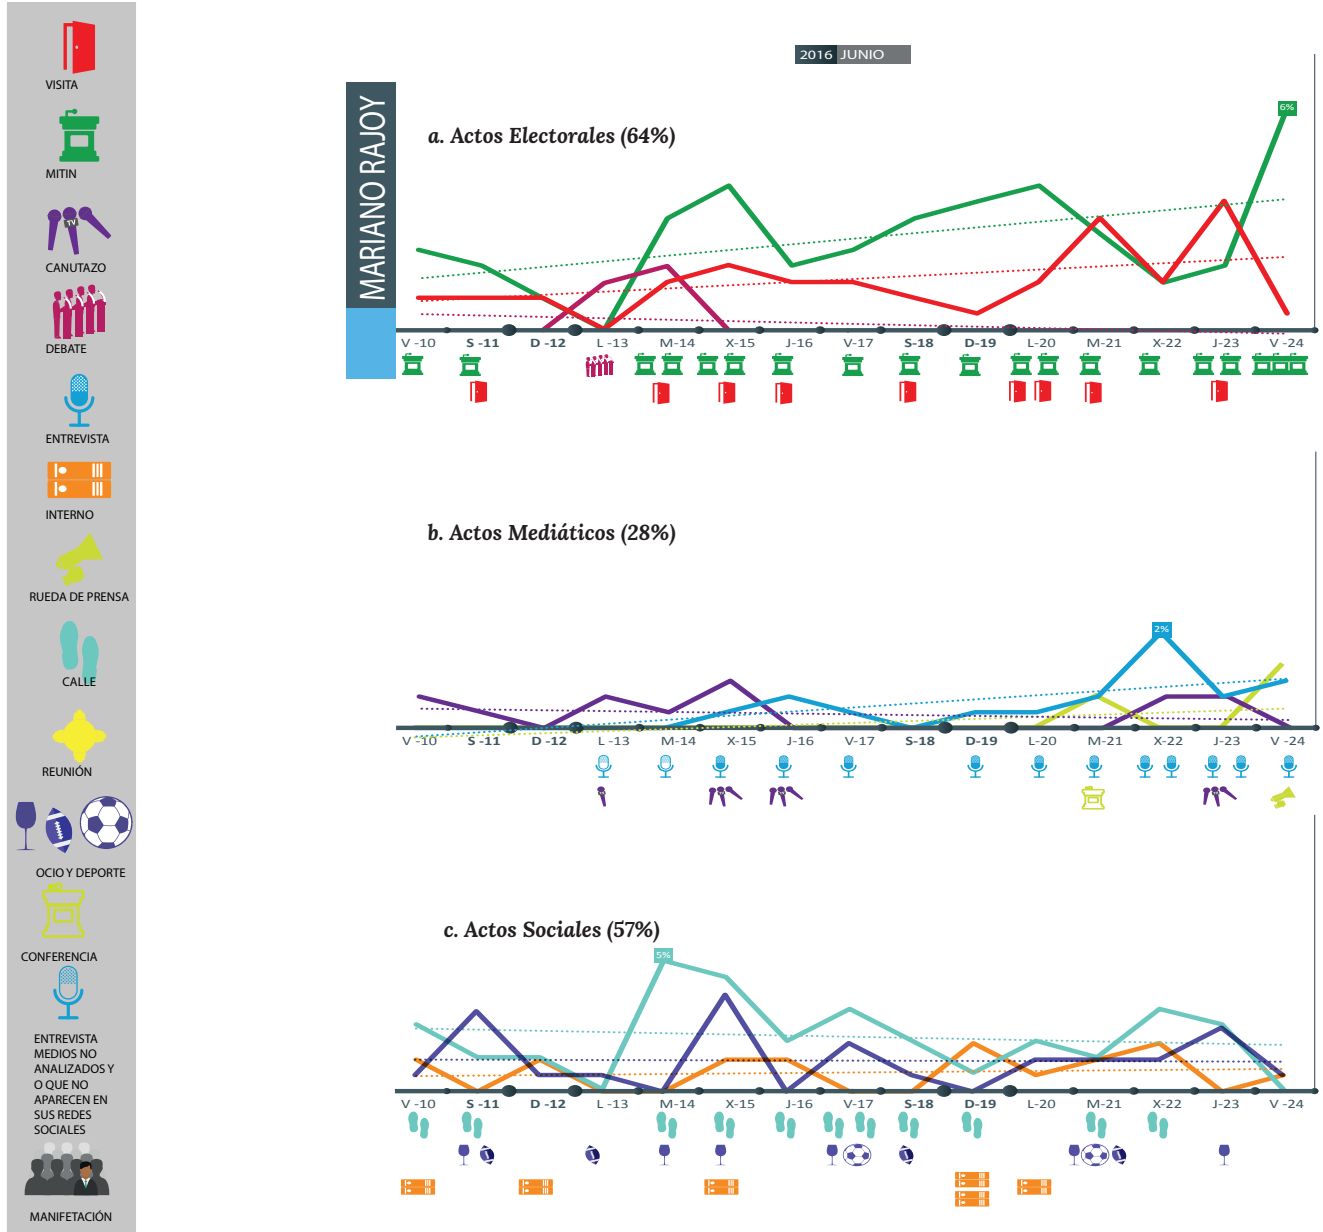 VISITA
MITIN
TV
CANUTAZO
DEBATE
ENTREVISTA
INTERNO
RUEDA DE PRENSA
CALLE
REUNIÓN
OCIO Y DEPORTE
CONFERENCIA
ENTREVISTA
MEDIOS NO
ANALIZADOS Y
O QUE NO
APARECEN EN
SUS REDES
SOCIALES
MANIFETACIÓN
2016 JUNIO
MARIANO RAJOY
a. Actos Electorales (64%)
6%
V -10 S -11 D -12 L -13 M-14 X-15 J-16 V-17 S-18 D-19 L-20 M-21 X-22 J-23 V -24
b. Actos Mediáticos (28%)
2%
V -10 S -11 D -12 L -13 M-14 X-15 J-16 V-17 S-18 D-19 L-20 M-21 X-22 J-23 V -24
c. Actos Sociales (57%)
5%
V -10 S -11 D -12 L -13 M-14 X-15 J-16 V-17 S-18 D-19 L-20 M-21 X-22 J-23 V -24